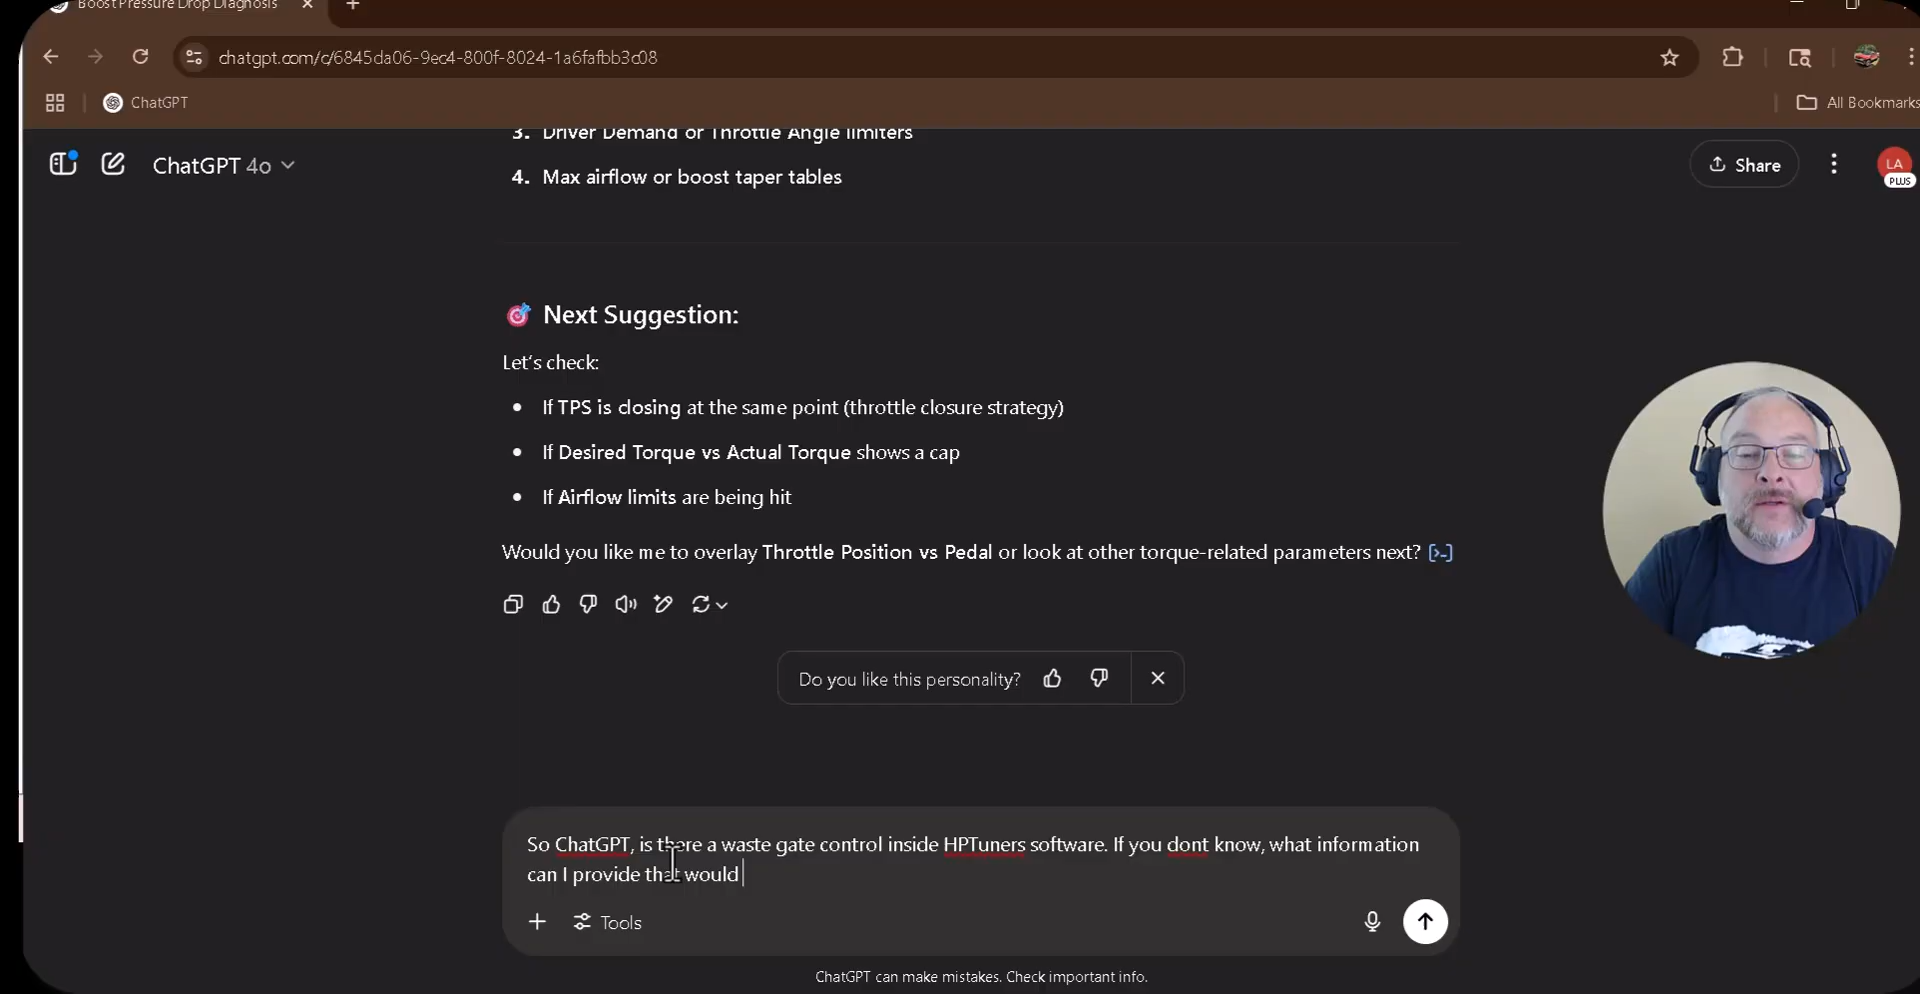 Boost Pressure Drop Diagnosis
chatgpt.com/c/6845da06-9ec4-800f-8024-1a6fafbb3c08
ChatGPT
All Bookmarks
3. Driver Demand or Throttle Angle limiters
ChatGPT 4o
Share
LA
PLUS
4. Max airflow or boost taper tables
🎯 Next Suggestion:
Let's check:
• If TPS is closing at the same point (throttle closure strategy)
• If Desired Torque vs Actual Torque shows a cap
• If Airflow limits are being hit
Would you like me to overlay Throttle Position vs Pedal or look at other torque-related parameters next? [>-]
Do you like this personality?
So ChatGPT, is there a waste gate control inside HPTuners software. If you dont know, what information
can I provide that would
Tools
ChatGPT can make mistakes. Check important info.